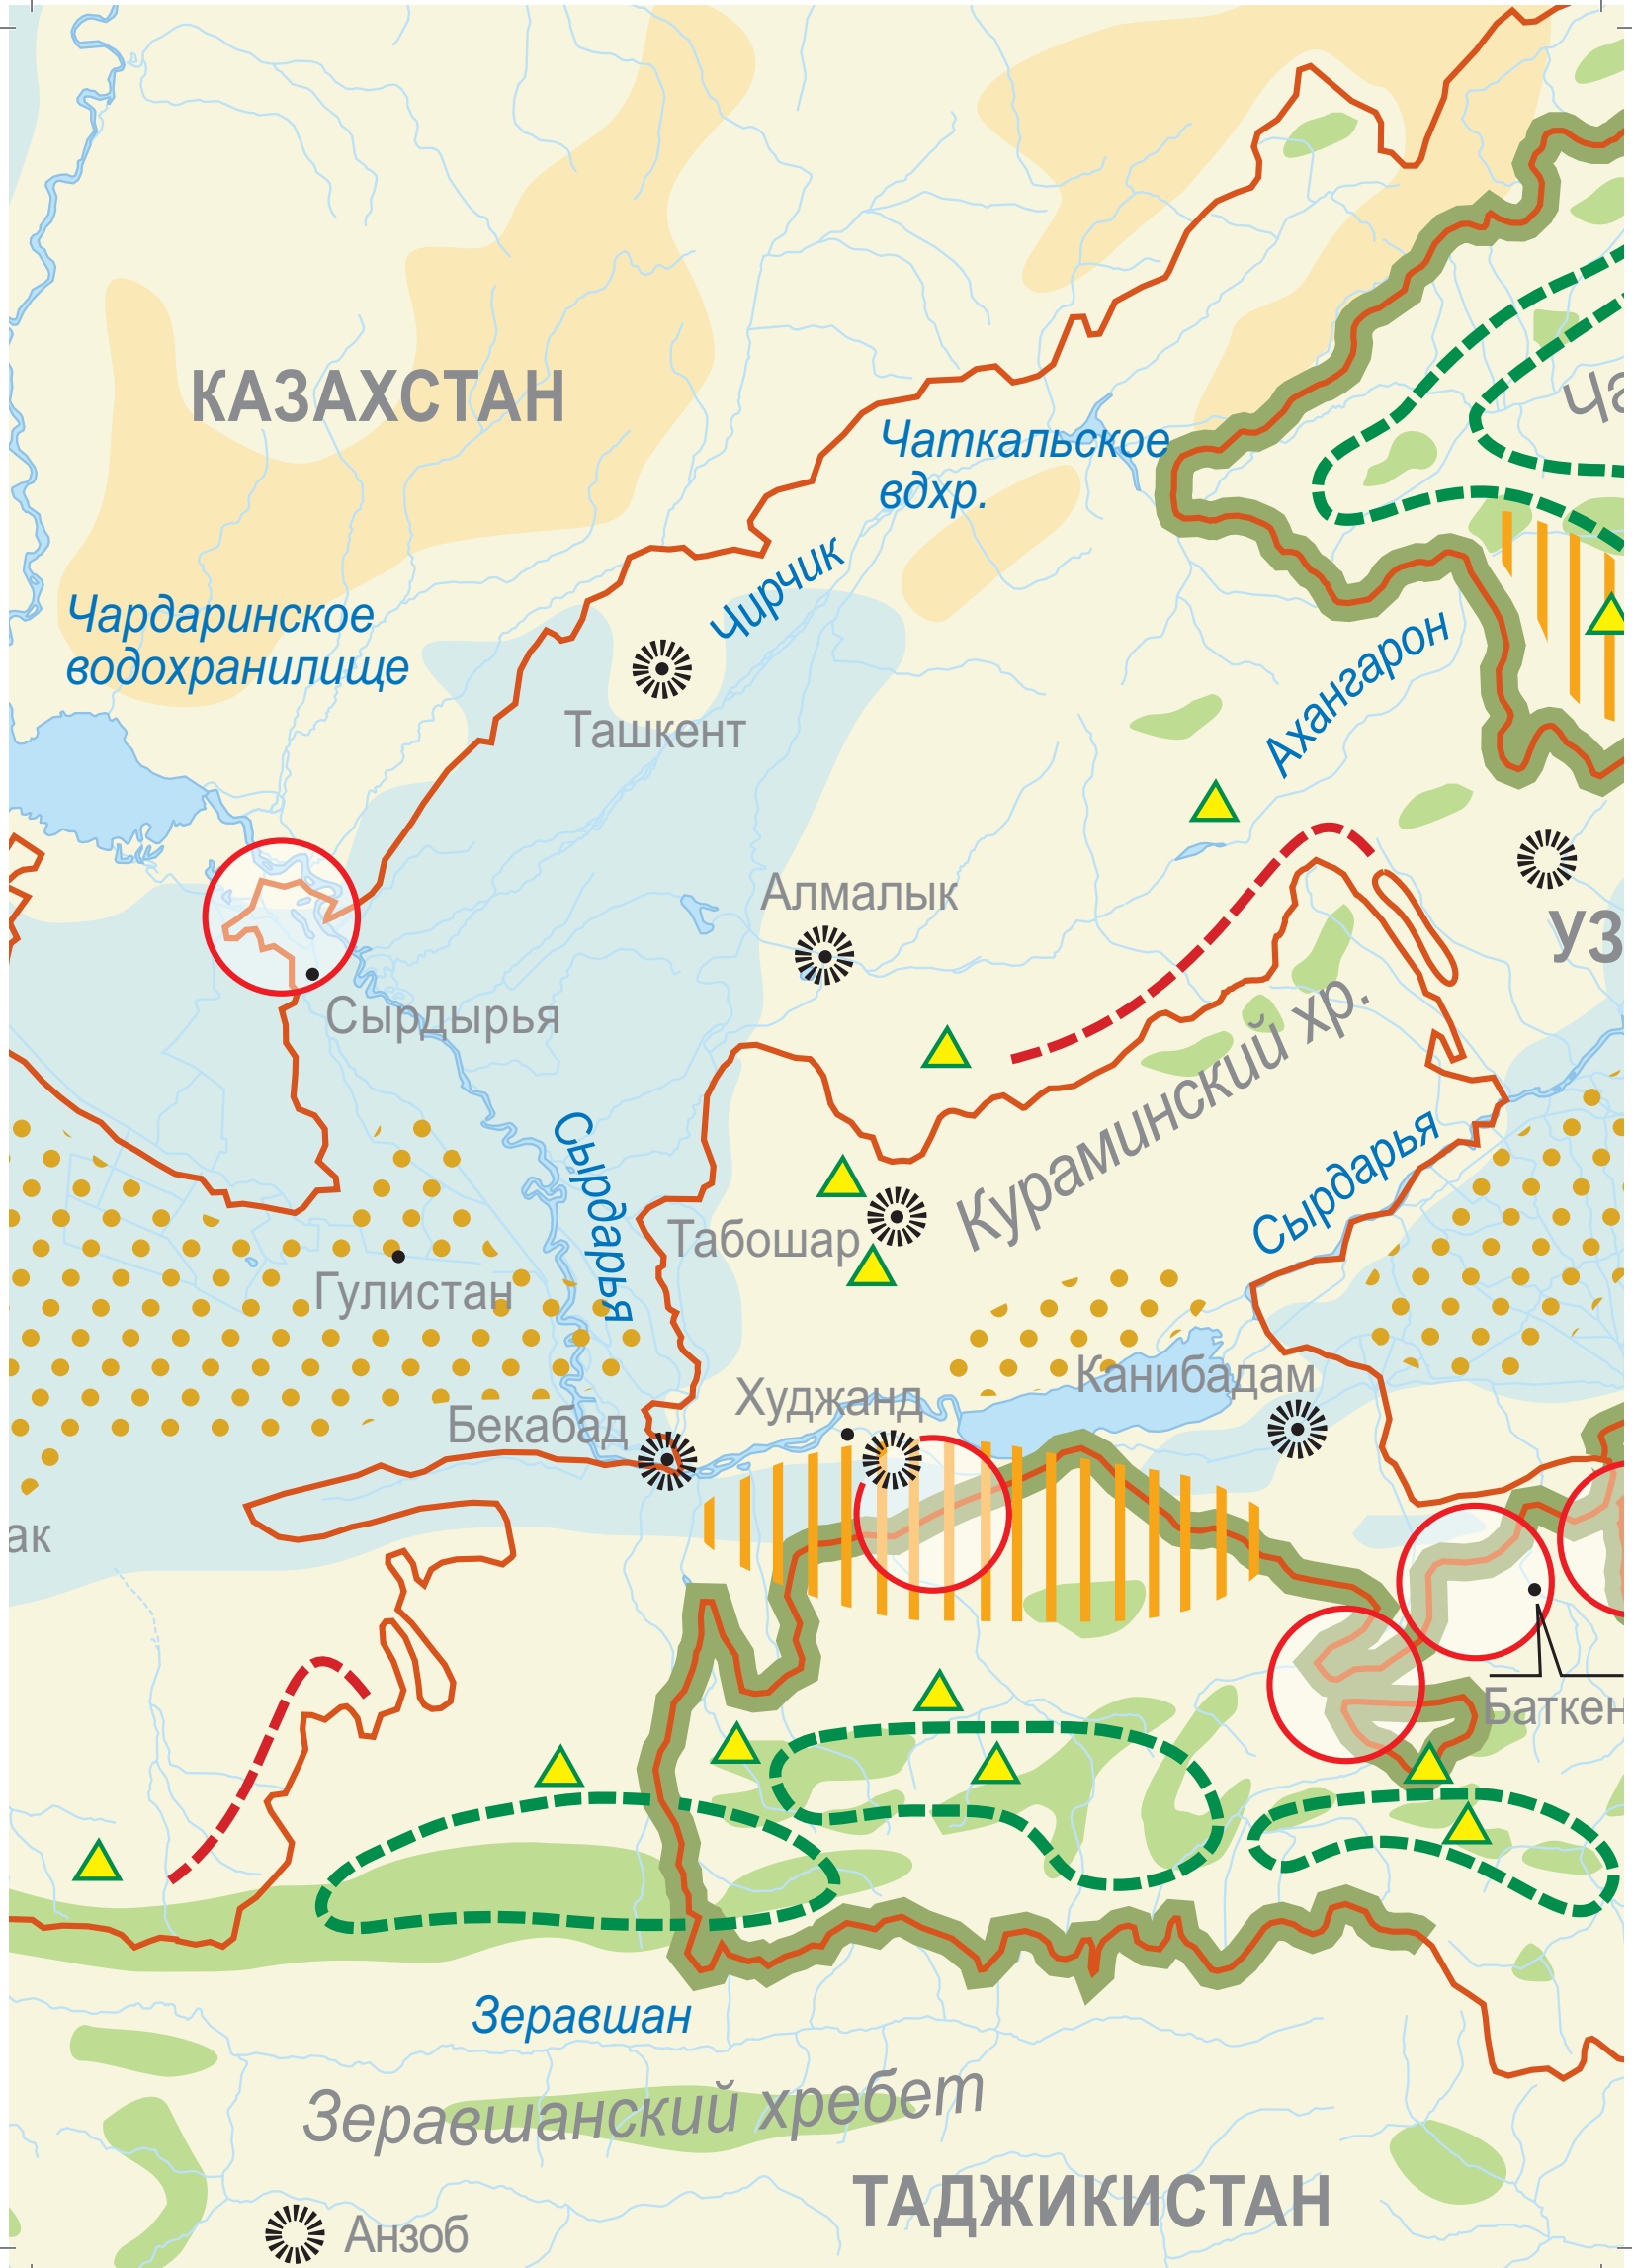 КАЗАХСТАН
Чаткальское
вдхр.
Ча
Чирчик
Чардаринское
водохранилище
Ахангарон
Ташкент
Алмалык
УЗ
Сырдырья
Кураминский хр.
Сырдарья
Сырдарья
Табошар
Гулистан
Канибадам
Худжанд
Бекабад
ак
Баткен
Зеравшан
Зеравшанский хребет
ТАДЖИКИСТАН
Анзоб